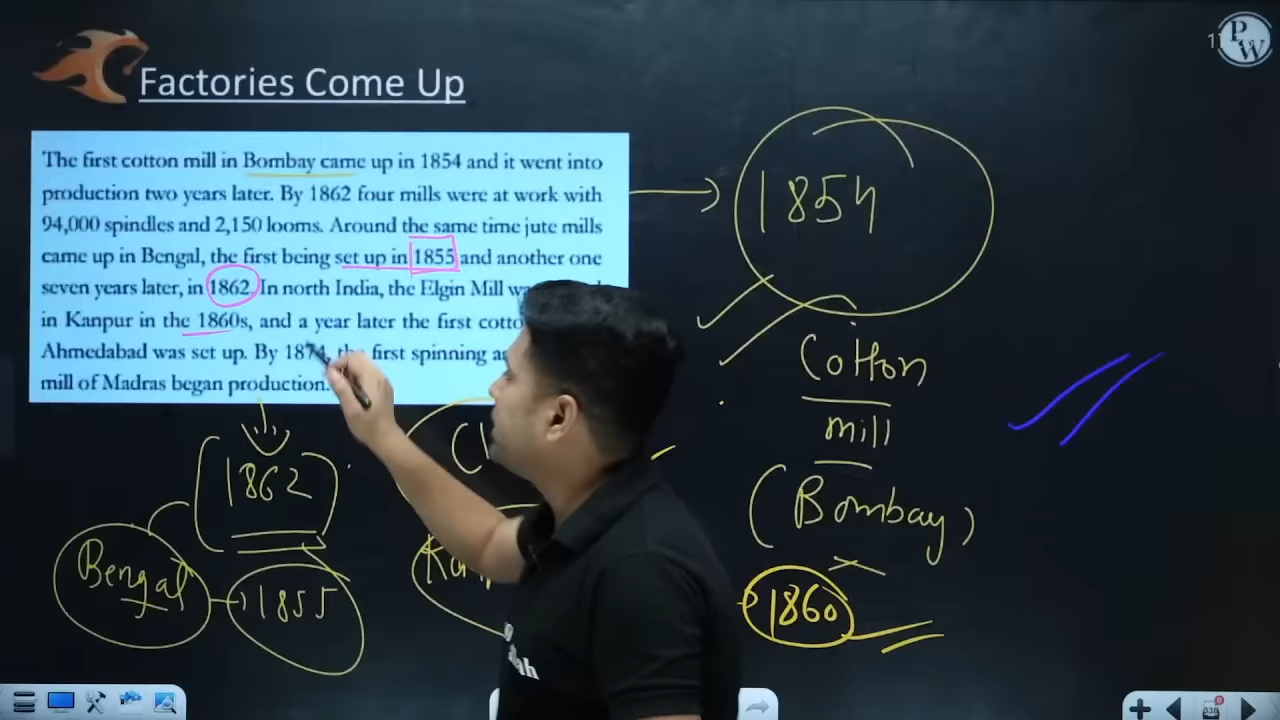 PW
Factories Come Up
The first cotton mill in Bombay came up in 1854 and it went into
production two years later. By 1862 four mills were at work with
94,000 spindles and 2,150 looms. Around the same time jute mills
came up in Bengal, the first being set up in 1855 and another one
seven years later, in 1862. In north India, the Elgin Mill
in Kanpur in the 1860s, and a year later the first
Ahmedabad was set up. By 1874, the first spinning
mill of Madras began production.
1854
Cotton
mill
(Bombay)
1860
1862
Bengal
1855
338